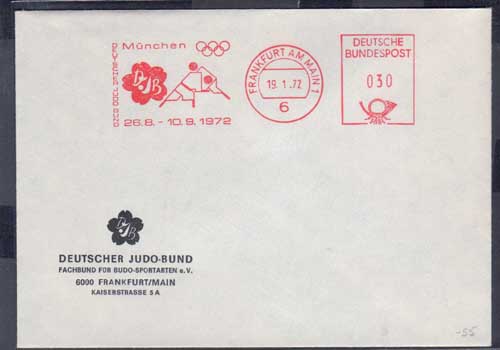 DEUTSCHER JUDO BUND
München
DJB
26.8. - 10.9.1972
FRANKFURT AM MAIN 1
19.1.72
6
DEUTSCHE
BUNDESPOST
030
DJB
DEUTSCHER JUDO-BUND
FACHBUND FÜR BUDO-SPORTARTEN e.V.
6000 FRANKFURT/MAIN
KAISERSTRASSE 5A
-55